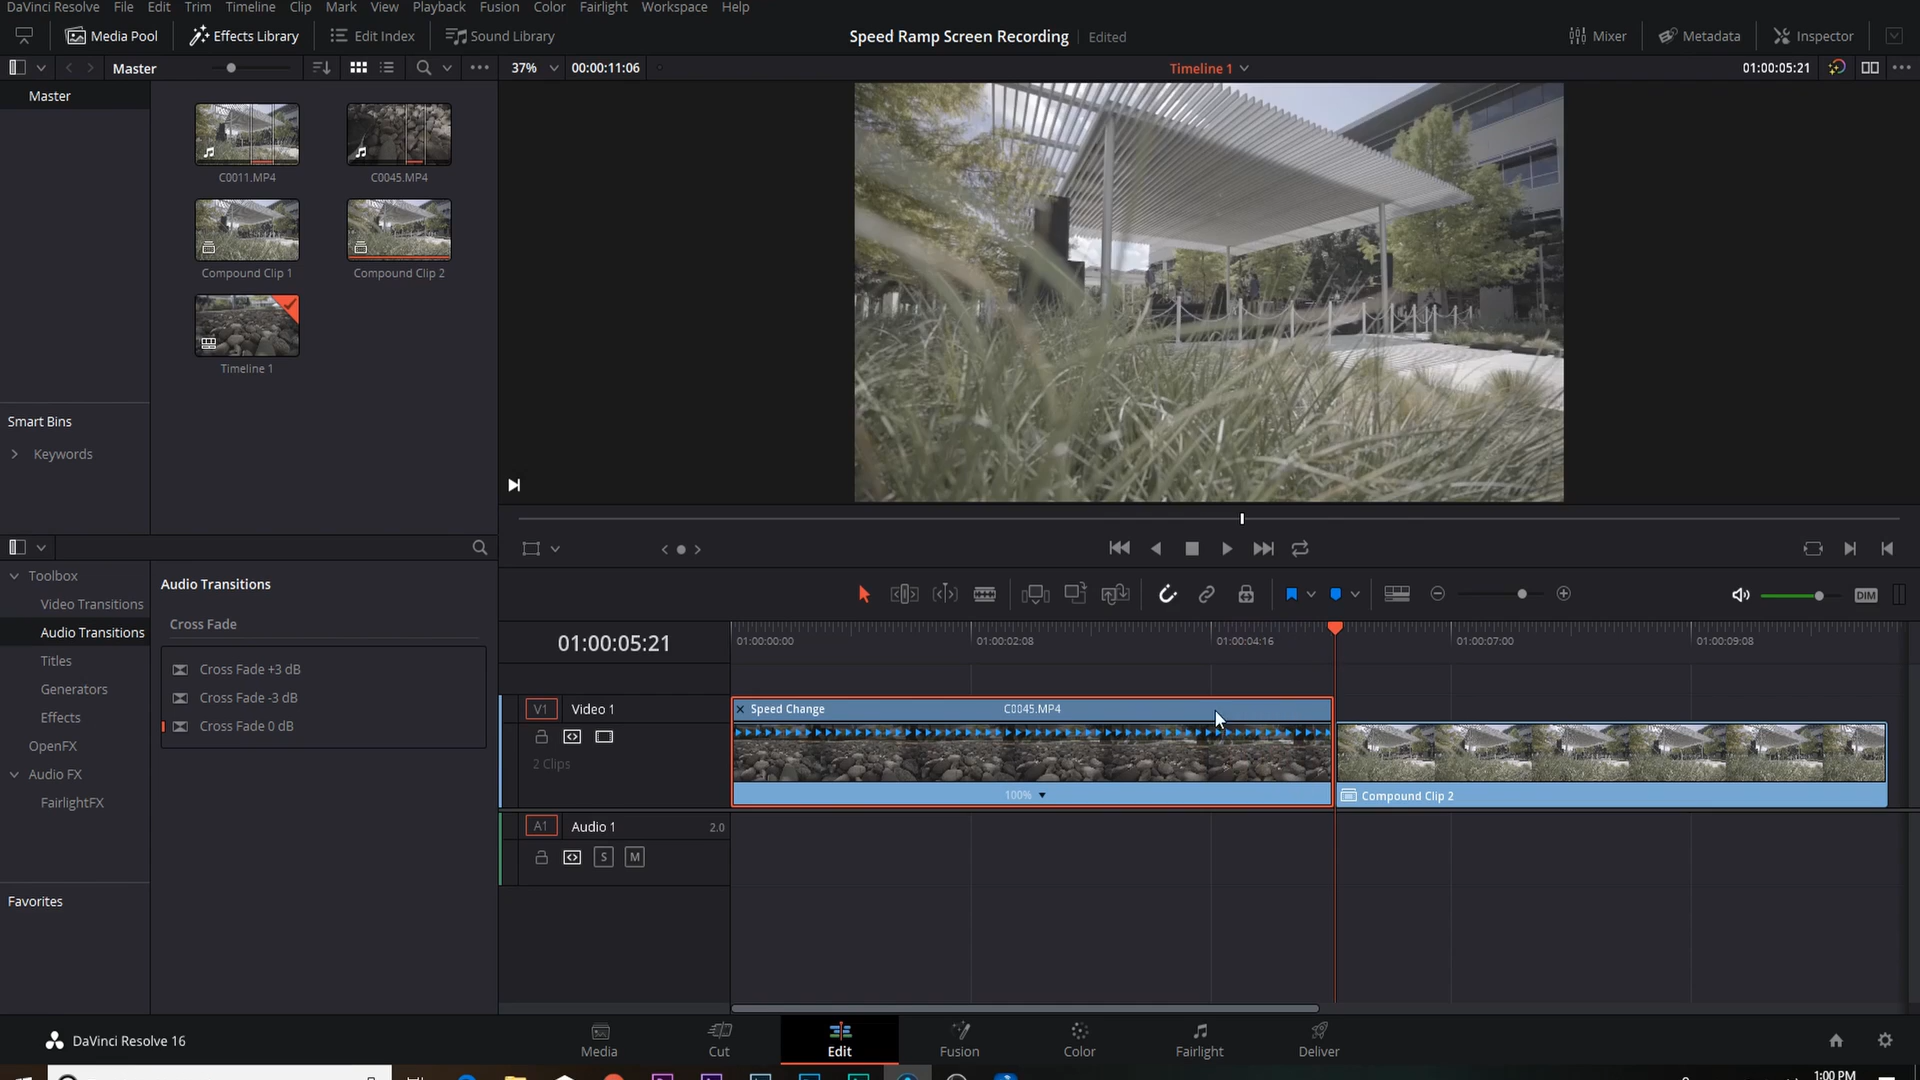 DaVinci Resolve File Edit Trim Timeline Clip Mark View Playback Fusion Color Fairlight Workspace Help
Media Pool Effects Library Edit Index Sound Library Speed Ramp Screen Recording Edited Mixer Metadata Inspector
Master 37% 00:00:11:06 Timeline 1 01:00:05:21
Master
C0011.MP4 C0045.MP4
Compound Clip 1 Compound Clip 2
Timeline 1
Smart Bins
Keywords
Toolbox
Video Transitions
Audio Transitions
Titles
Generators
Effects
OpenFX
Audio FX
FairlightFX
Favorites
Audio Transitions
Cross Fade
Cross Fade +3 dB
Cross Fade -3 dB
Cross Fade 0 dB
DIM
01:00:05:21 01:00:00:00 01:00:02:08 01:00:04:16 01:00:07:00 01:00:09:08
V1 Video 1 Speed Change C0045.MP4
2 Clips
100% Compound Clip 2
A1 Audio 1 2.0
S M
DaVinci Resolve 16
Media Cut Edit Fusion Color Fairlight Deliver
1:00 PM